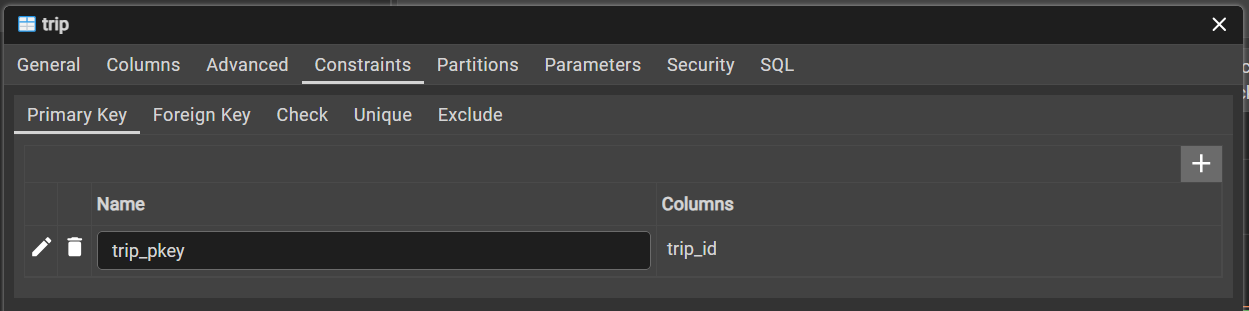 trip
General Columns Advanced Constraints Partitions Parameters Security SQL
Primary Key Foreign Key Check Unique Exclude
Name Columns
trip_pkey trip_id